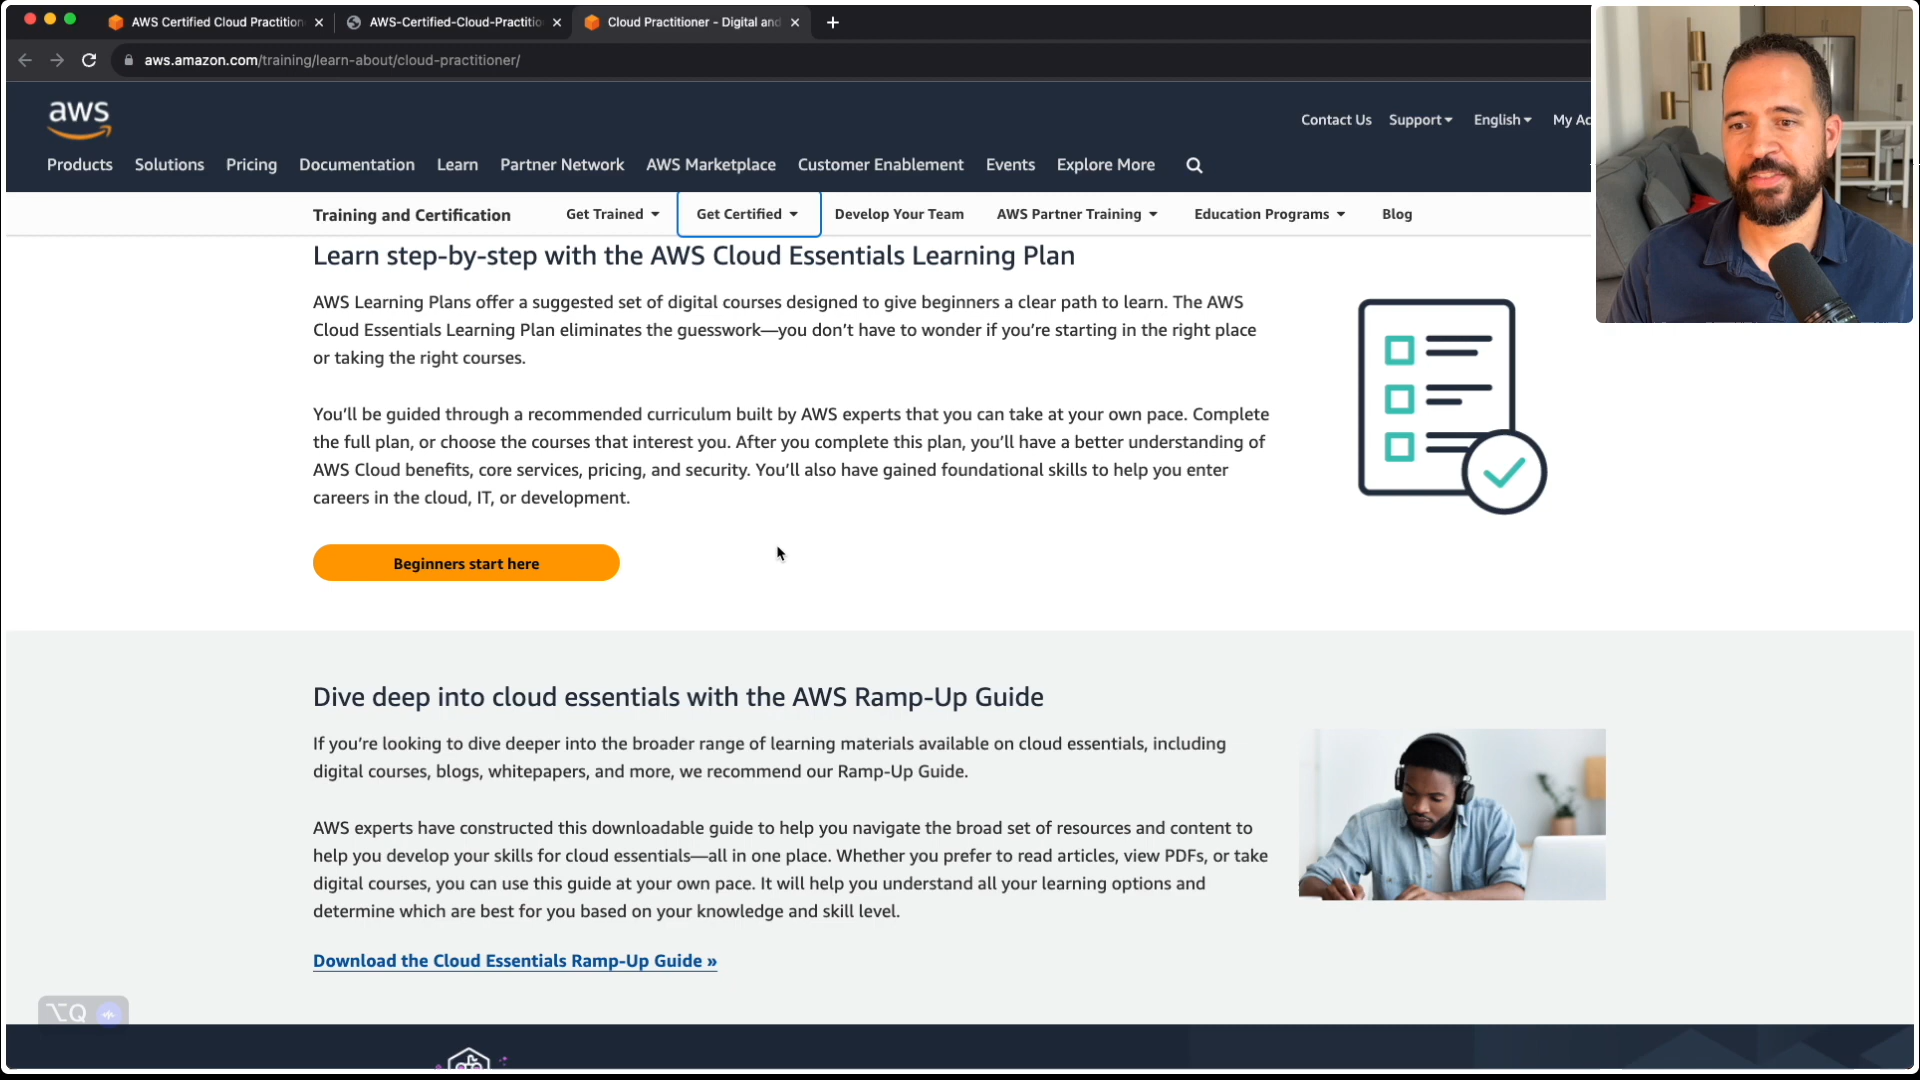 AWS Certified Cloud Practition
AWS-Certified-Cloud-Practitio
Cloud Practitioner - Digital and
aws.amazon.com/training/learn-about/cloud-practitioner/
aws
Contact Us Support English My Ac
Products Solutions Pricing Documentation Learn Partner Network AWS Marketplace Customer Enablement Events Explore More
Training and Certification Get Trained Get Certified Develop Your Team AWS Partner Training Education Programs Blog
Learn step-by-step with the AWS Cloud Essentials Learning Plan
AWS Learning Plans offer a suggested set of digital courses designed to give beginners a clear path to learn. The AWS
Cloud Essentials Learning Plan eliminates the guesswork—you don’t have to wonder if you’re starting in the right place
or taking the right courses.
You’ll be guided through a recommended curriculum built by AWS experts that you can take at your own pace. Complete
the full plan, or choose the courses that interest you. After you complete this plan, you’ll have a better understanding of
AWS Cloud benefits, core services, pricing, and security. You’ll also have gained foundational skills to help you enter
careers in the cloud, IT, or development.
Beginners start here
Dive deep into cloud essentials with the AWS Ramp-Up Guide
If you’re looking to dive deeper into the broader range of learning materials available on cloud essentials, including
digital courses, blogs, whitepapers, and more, we recommend our Ramp-Up Guide.
AWS experts have constructed this downloadable guide to help you navigate the broad set of resources and content to
help you develop your skills for cloud essentials—all in one place. Whether you prefer to read articles, view PDFs, or take
digital courses, you can use this guide at your own pace. It will help you understand all your learning options and
determine which are best for you based on your knowledge and skill level.
Download the Cloud Essentials Ramp-Up Guide »
⌥Q